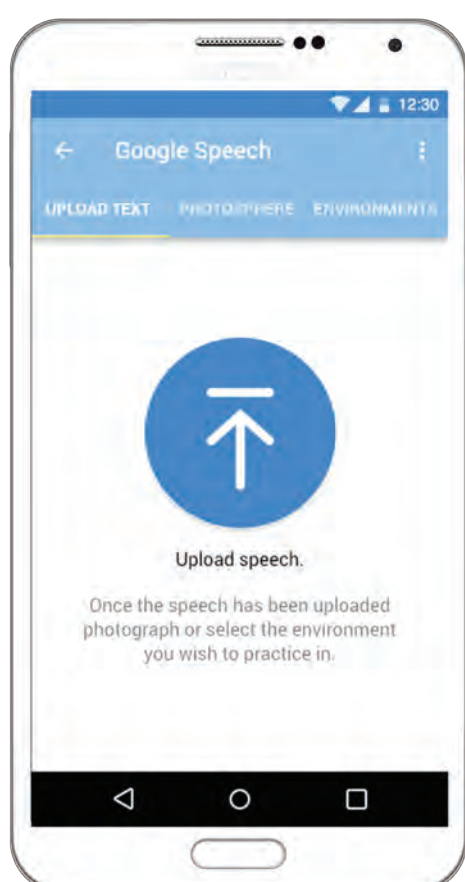 12:30
Google Speech
UPLOAD TEXT PHOTOSPHERE ENVIRONMENTS
Upload speech.
Once the speech has been uploaded
photograph or select the environment
you wish to practice in.